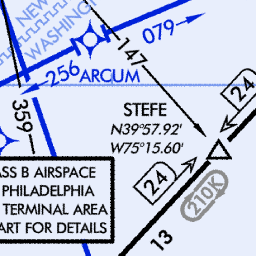 NEW
WASHING
147
079
256 ARCUM
359
24
STEFE
N39°57.92'
W75°15.60'
24
210K
13
ASS B AIRSPACE
PHILADELPHIA
TERMINAL AREA
ART FOR DETAILS